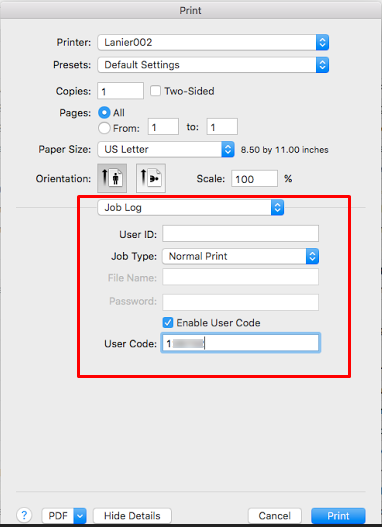 Print
Printer: Lanier002
Presets: Default Settings
Copies: 1 Two-Sided
Pages: All
From: 1 to: 1
Paper Size: US Letter 8.50 by 11.00 inches
Orientation: Scale: 100 %
Job Log
User ID:
Job Type: Normal Print
File Name:
Password:
Enable User Code
User Code: 1
? PDF Hide Details Cancel Print